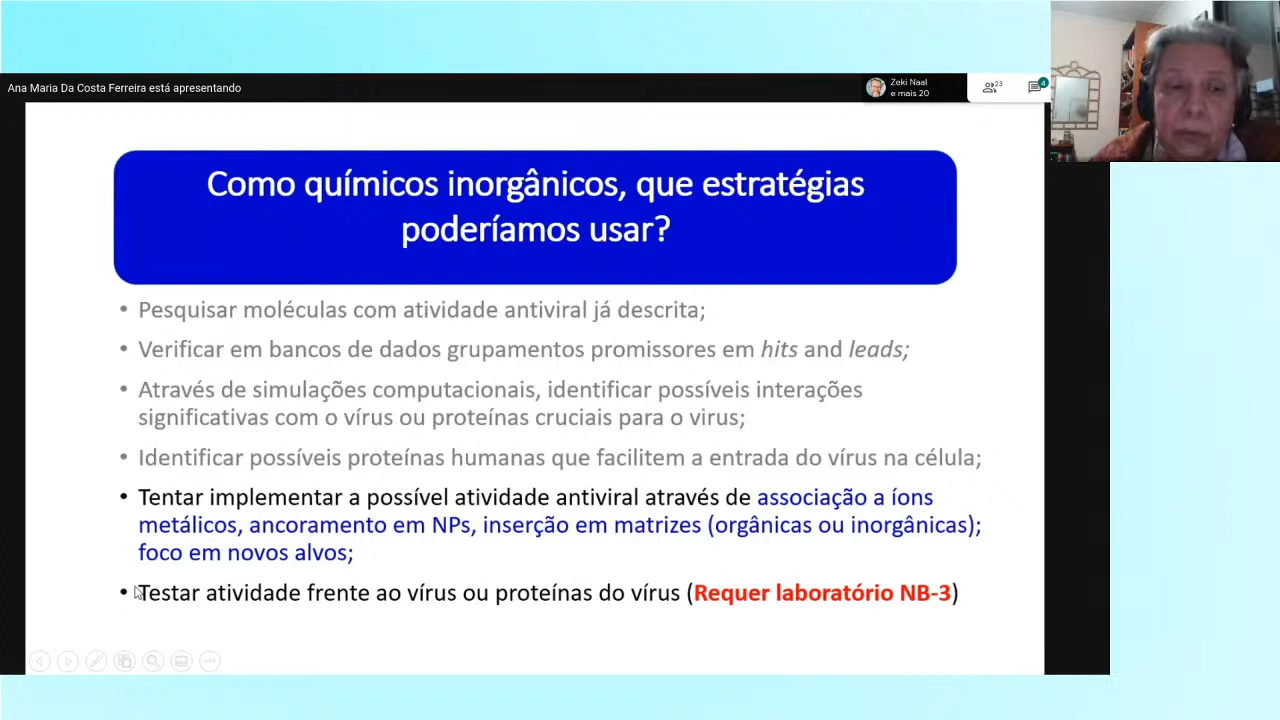 Ana Maria Da Costa Ferreira está apresentando
Zeki Naal
e mais 20
23
4
Como químicos inorgânicos, que estratégias
poderíamos usar?
• Pesquisar moléculas com atividade antiviral já descrita;
• Verificar em bancos de dados grupamentos promissores em hits and leads;
• Através de simulações computacionais, identificar possíveis interações
significativas com o vírus ou proteínas cruciais para o virus;
• Identificar possíveis proteínas humanas que facilitem a entrada do vírus na célula;
• Tentar implementar a possível atividade antiviral através de associação a íons
metálicos, ancoramento em NPs, inserção em matrizes (orgânicas ou inorgânicas);
foco em novos alvos;
• Testar atividade frente ao vírus ou proteínas do vírus (Requer laboratório NB-3)